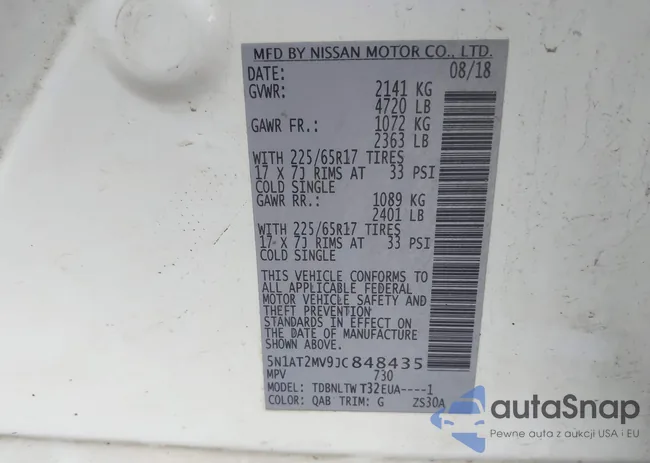 MFD BY NISSAN MOTOR CO., LTD.
DATE: 08/18
GVWR: 2141 KG
4720 LB
GAWR FR.: 1072 KG
2363 LB
WITH 225/65R17 TIRES
17 X 7J RIMS AT 33 PSI
COLD SINGLE
GAWR RR.: 1089 KG
2401 LB
WITH 225/65R17 TIRES
17 X 7J RIMS AT 33 PSI
COLD SINGLE
THIS VEHICLE CONFORMS TO
ALL APPLICABLE FEDERAL
MOTOR VEHICLE SAFETY AND
THEFT PREVENTION
STANDARDS IN EFFECT ON
THE DATE OF MANUFACTURE
SHOWN ABOVE.
5N1AT2MV9JC848435
MPV 730
MODEL: TDBNLTW T32EUA----1
COLOR: QAB TRIM: G ZS30A
autaSnap
Pewne auta z aukcji USA i EU